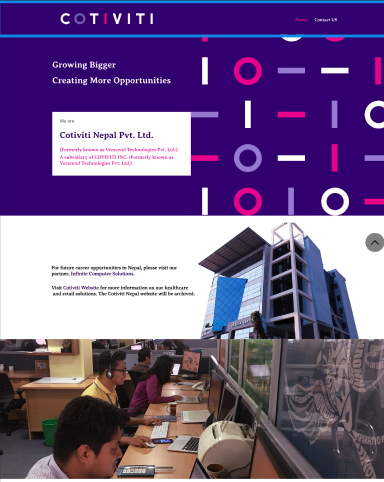 COTIVITI
Home
Contact US
Growing Bigger
Creating More Opportunities
We are
Cotiviti Nepal Pvt. Ltd.
(Formerly known as Verscend Technologies Pvt. Ltd.)
A subsidiary of COTIVITI INC. (Formerly known as
Verscend Technologies Pvt. Ltd.)
For future career opportunities in Nepal, please visit our
partner, Infinite Computer Solutions.
Visit Cotiviti Website for more information on our healthcare
and retail solutions. The Cotiviti Nepal website will be archived.